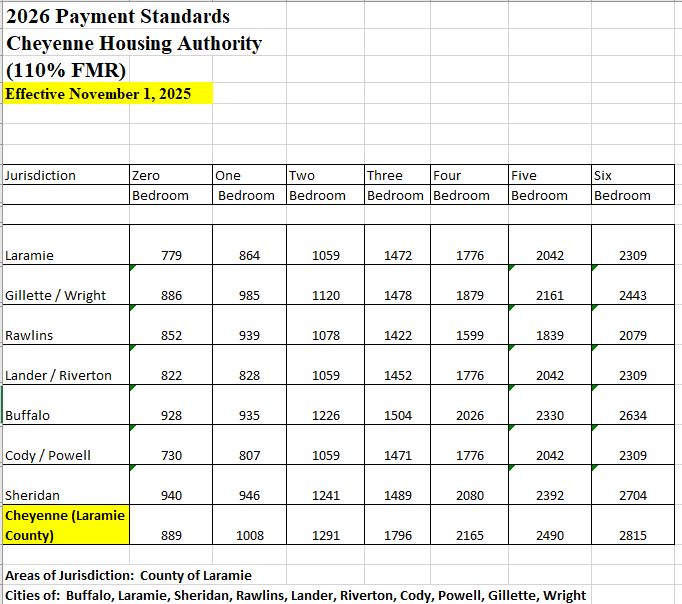 2026 Payment Standards
Cheyenne Housing Authority
(110% FMR)
Effective November 1, 2025
Jurisdiction Zero One Two Three Four Five Six
Bedroom Bedroom Bedroom Bedroom Bedroom Bedroom Bedroom
Laramie 779 864 1059 1472 1776 2042 2309
Gillette / Wright 886 985 1120 1478 1879 2161 2443
Rawlins 852 939 1078 1422 1599 1839 2079
Lander / Riverton 822 828 1059 1452 1776 2042 2309
Buffalo 928 935 1226 1504 2026 2330 2634
Cody / Powell 730 807 1059 1471 1776 2042 2309
Sheridan 940 946 1241 1489 2080 2392 2704
Cheyenne (Laramie
County) 889 1008 1291 1796 2165 2490 2815
Areas of Jurisdiction: County of Laramie
Cities of: Buffalo, Laramie, Sheridan, Rawlins, Lander, Riverton, Cody, Powell, Gillette, Wright